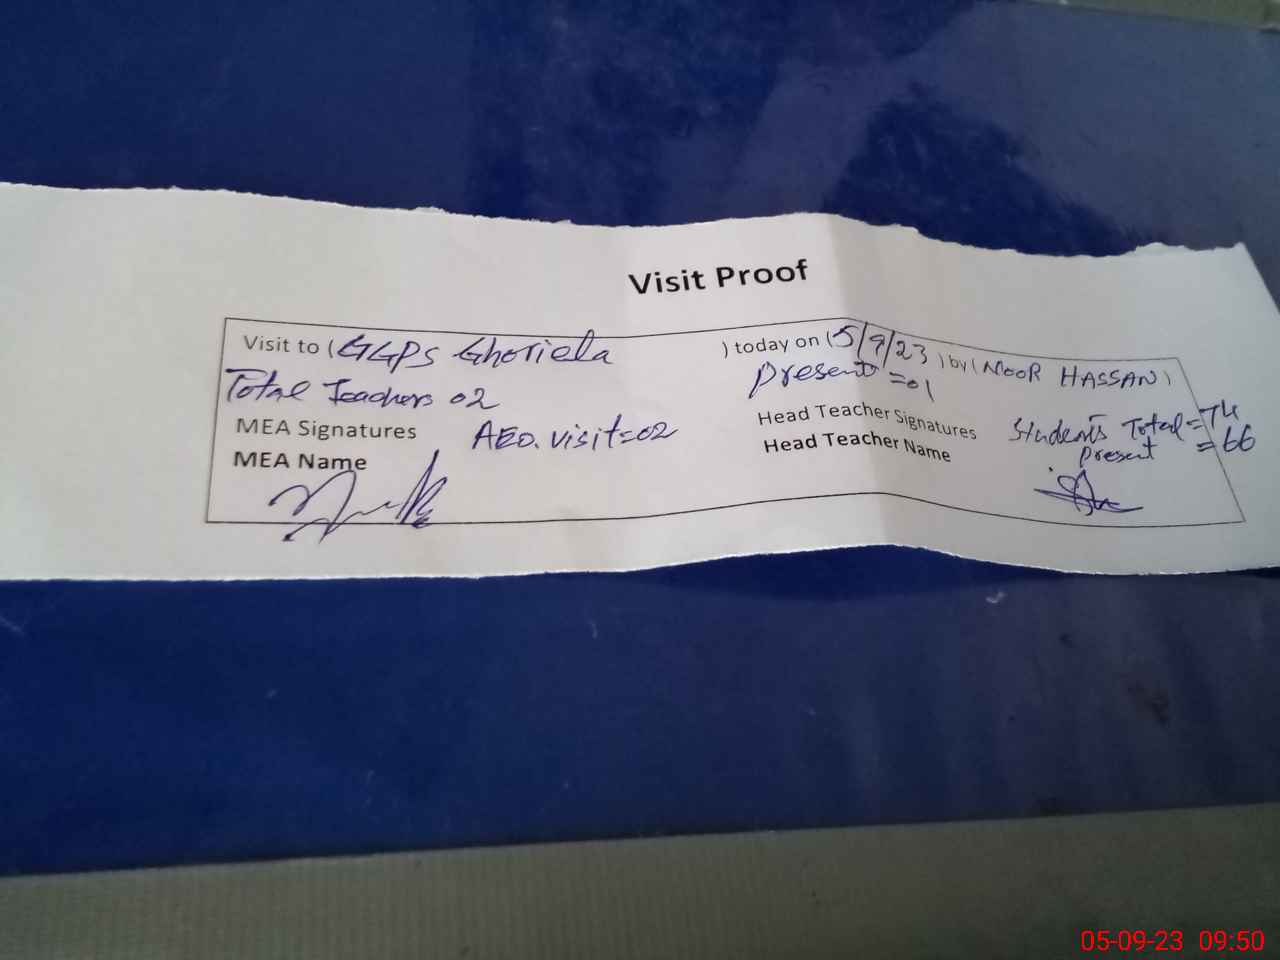 Visit Proof
Visit to (GGPS Ghoriela ) today on (5/9/23) by (NOOR HASSAN)
Total Teachers 02 present =01
MEA Signatures AEO. visit=02 Head Teacher Signatures Students Total =74
MEA Name Head Teacher Name present =66
05-09-23 09:50